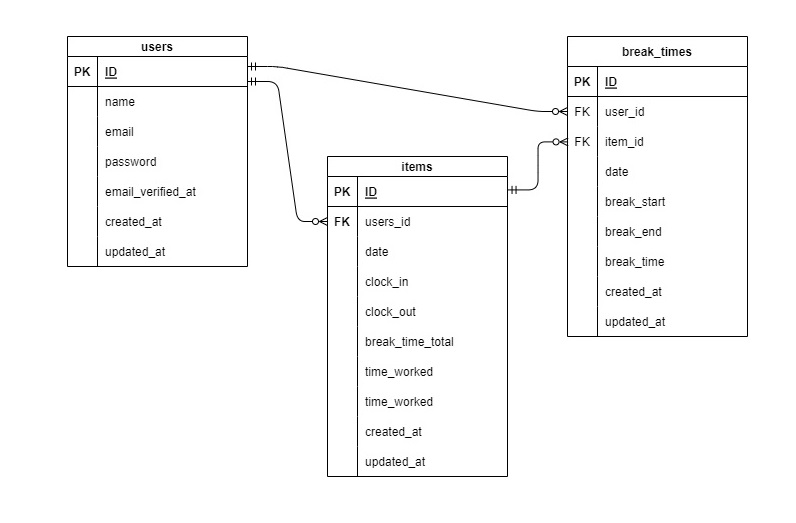 users
PK ID
name
email
password
email_verified_at
created_at
updated_at
items
PK ID
FK users_id
date
clock_in
clock_out
break_time_total
time_worked
time_worked
created_at
updated_at
break_times
PK ID
FK user_id
FK item_id
date
break_start
break_end
break_time
created_at
updated_at